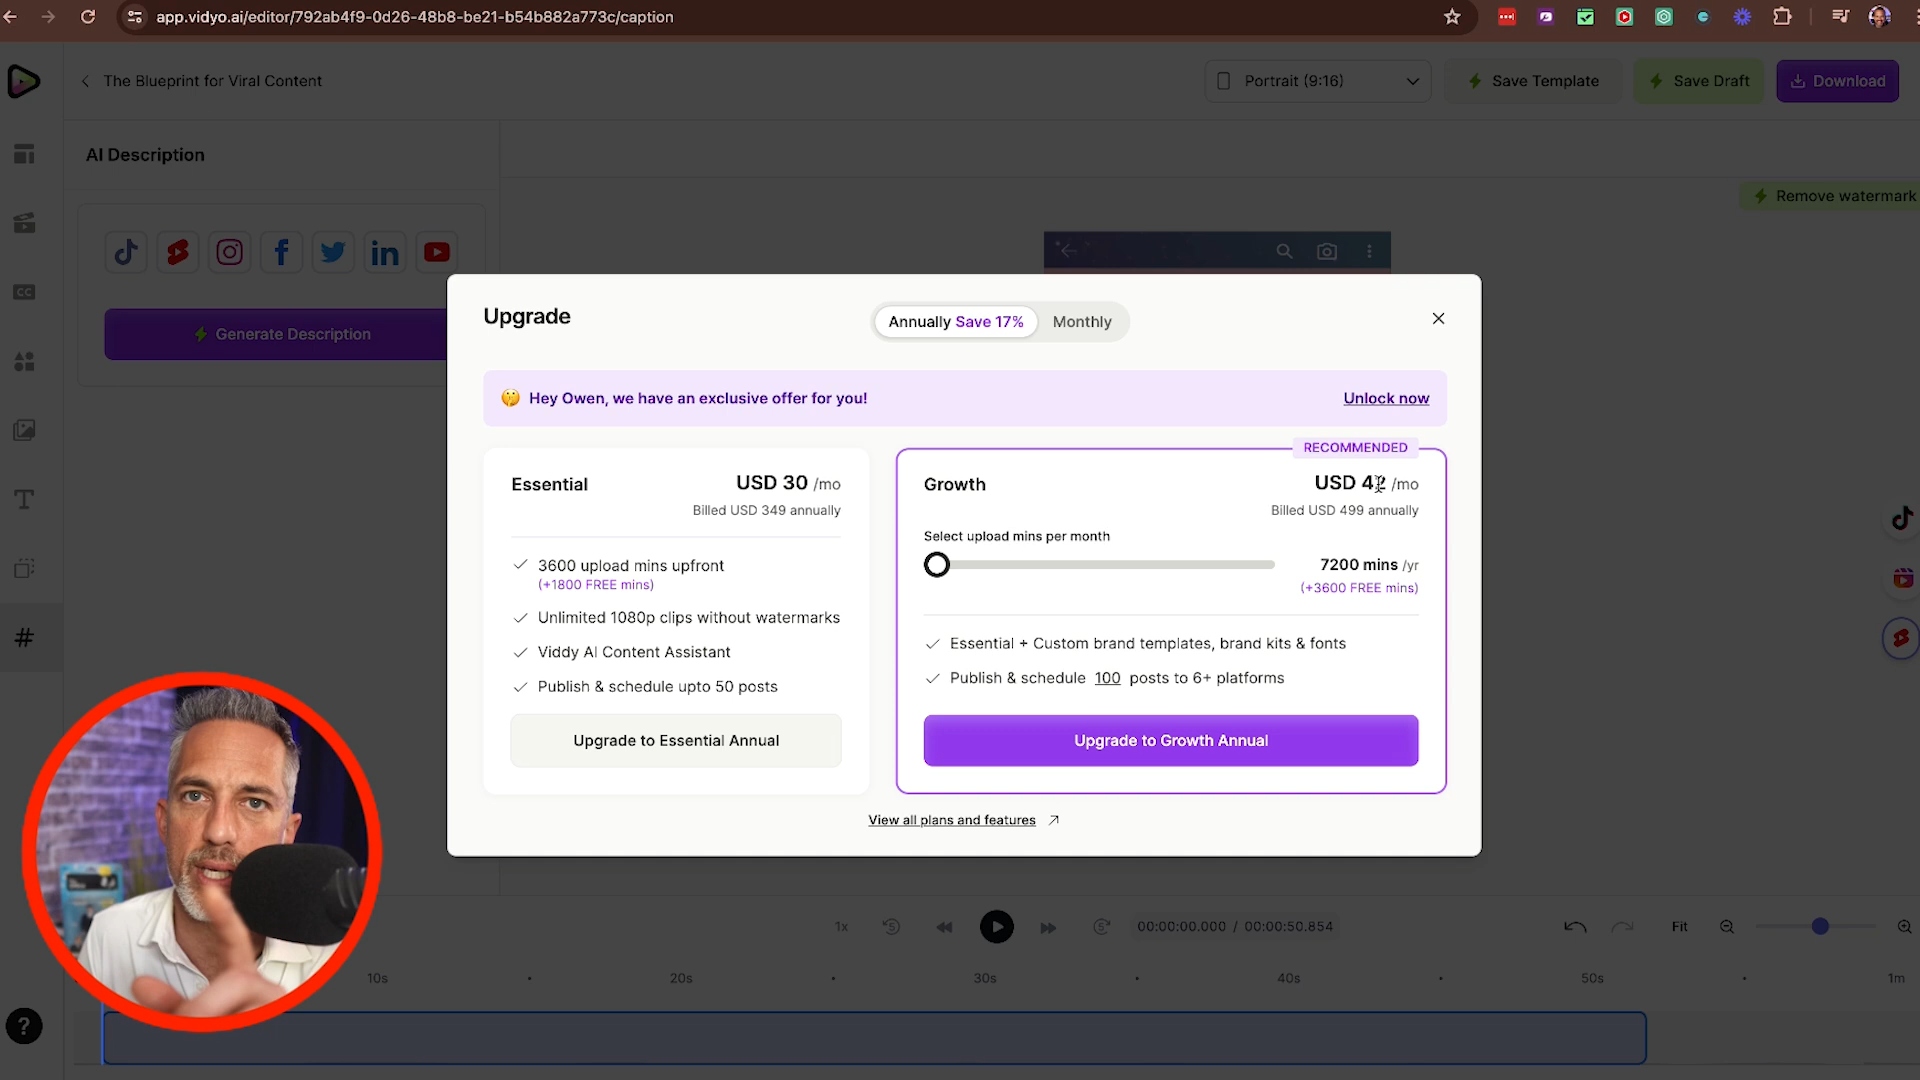 app.vidyo.ai/editor/792ab4f9-0d26-48b8-be21-b54b882a773c/caption
The Blueprint for Viral Content
Portrait (9:16)
Save Template
Save Draft
Download
AI Description
Remove watermark
CC
Generate Description
Upgrade
Annually Save 17%
Monthly
Hey Owen, we have an exclusive offer for you!
Unlock now
RECOMMENDED
Essential
USD 30 /mo
Billed USD 349 annually
3600 upload mins upfront
(+1800 FREE mins)
Unlimited 1080p clips without watermarks
Viddy AI Content Assistant
Publish & schedule upto 50 posts
Upgrade to Essential Annual
Growth
USD 42 /mo
Billed USD 499 annually
Select upload mins per month
7200 mins /yr
(+3600 FREE mins)
Essential + Custom brand templates, brand kits & fonts
Publish & schedule 100 posts to 6+ platforms
Upgrade to Growth Annual
View all plans and features
1x
5
5
00:00:00.000 / 00:00:50.854
Fit
10s
20s
30s
40s
50s
1m
?